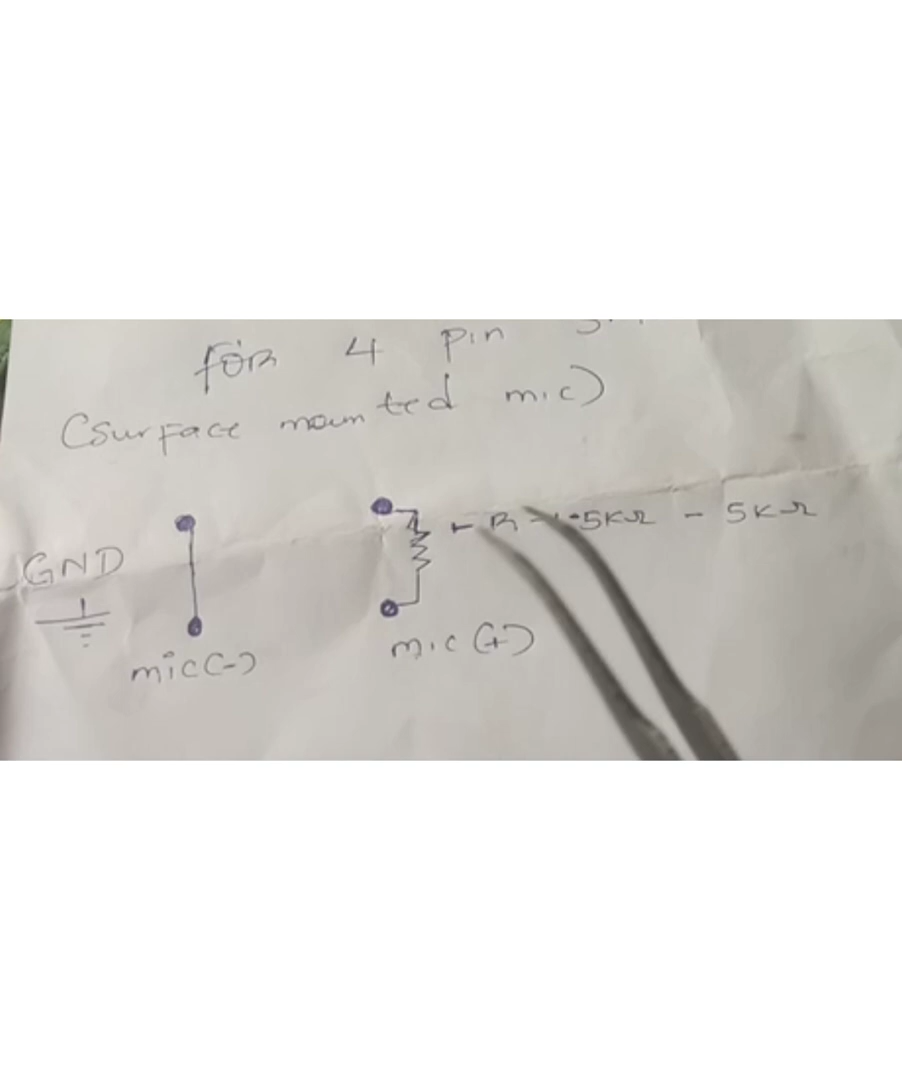 for 4 pin
(surface mounted mic)
R - 1.5KΩ - 5KΩ
GND
mic (+)
mic(-)